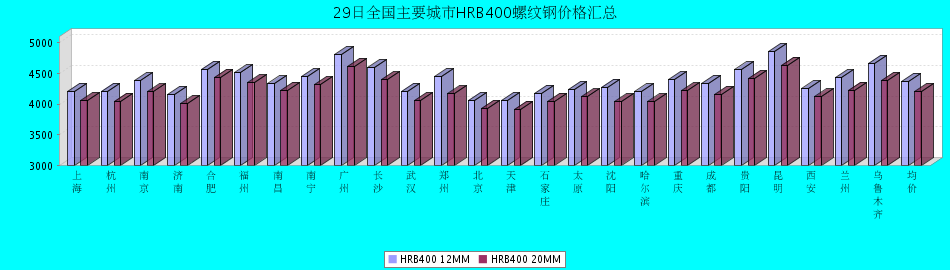 29日全国主要城市HRB400螺纹钢价格汇总
5000
4500
4000
3500
3000
上海 杭州 南京 济南 合肥 福州 南昌 南宁 广州 长沙 武汉 郑州 北京 天津 石家庄 太原 沈阳 哈尔滨 重庆 成都 贵阳 昆明 西安 兰州 乌鲁木齐 均价
HRB400 12MM HRB400 20MM